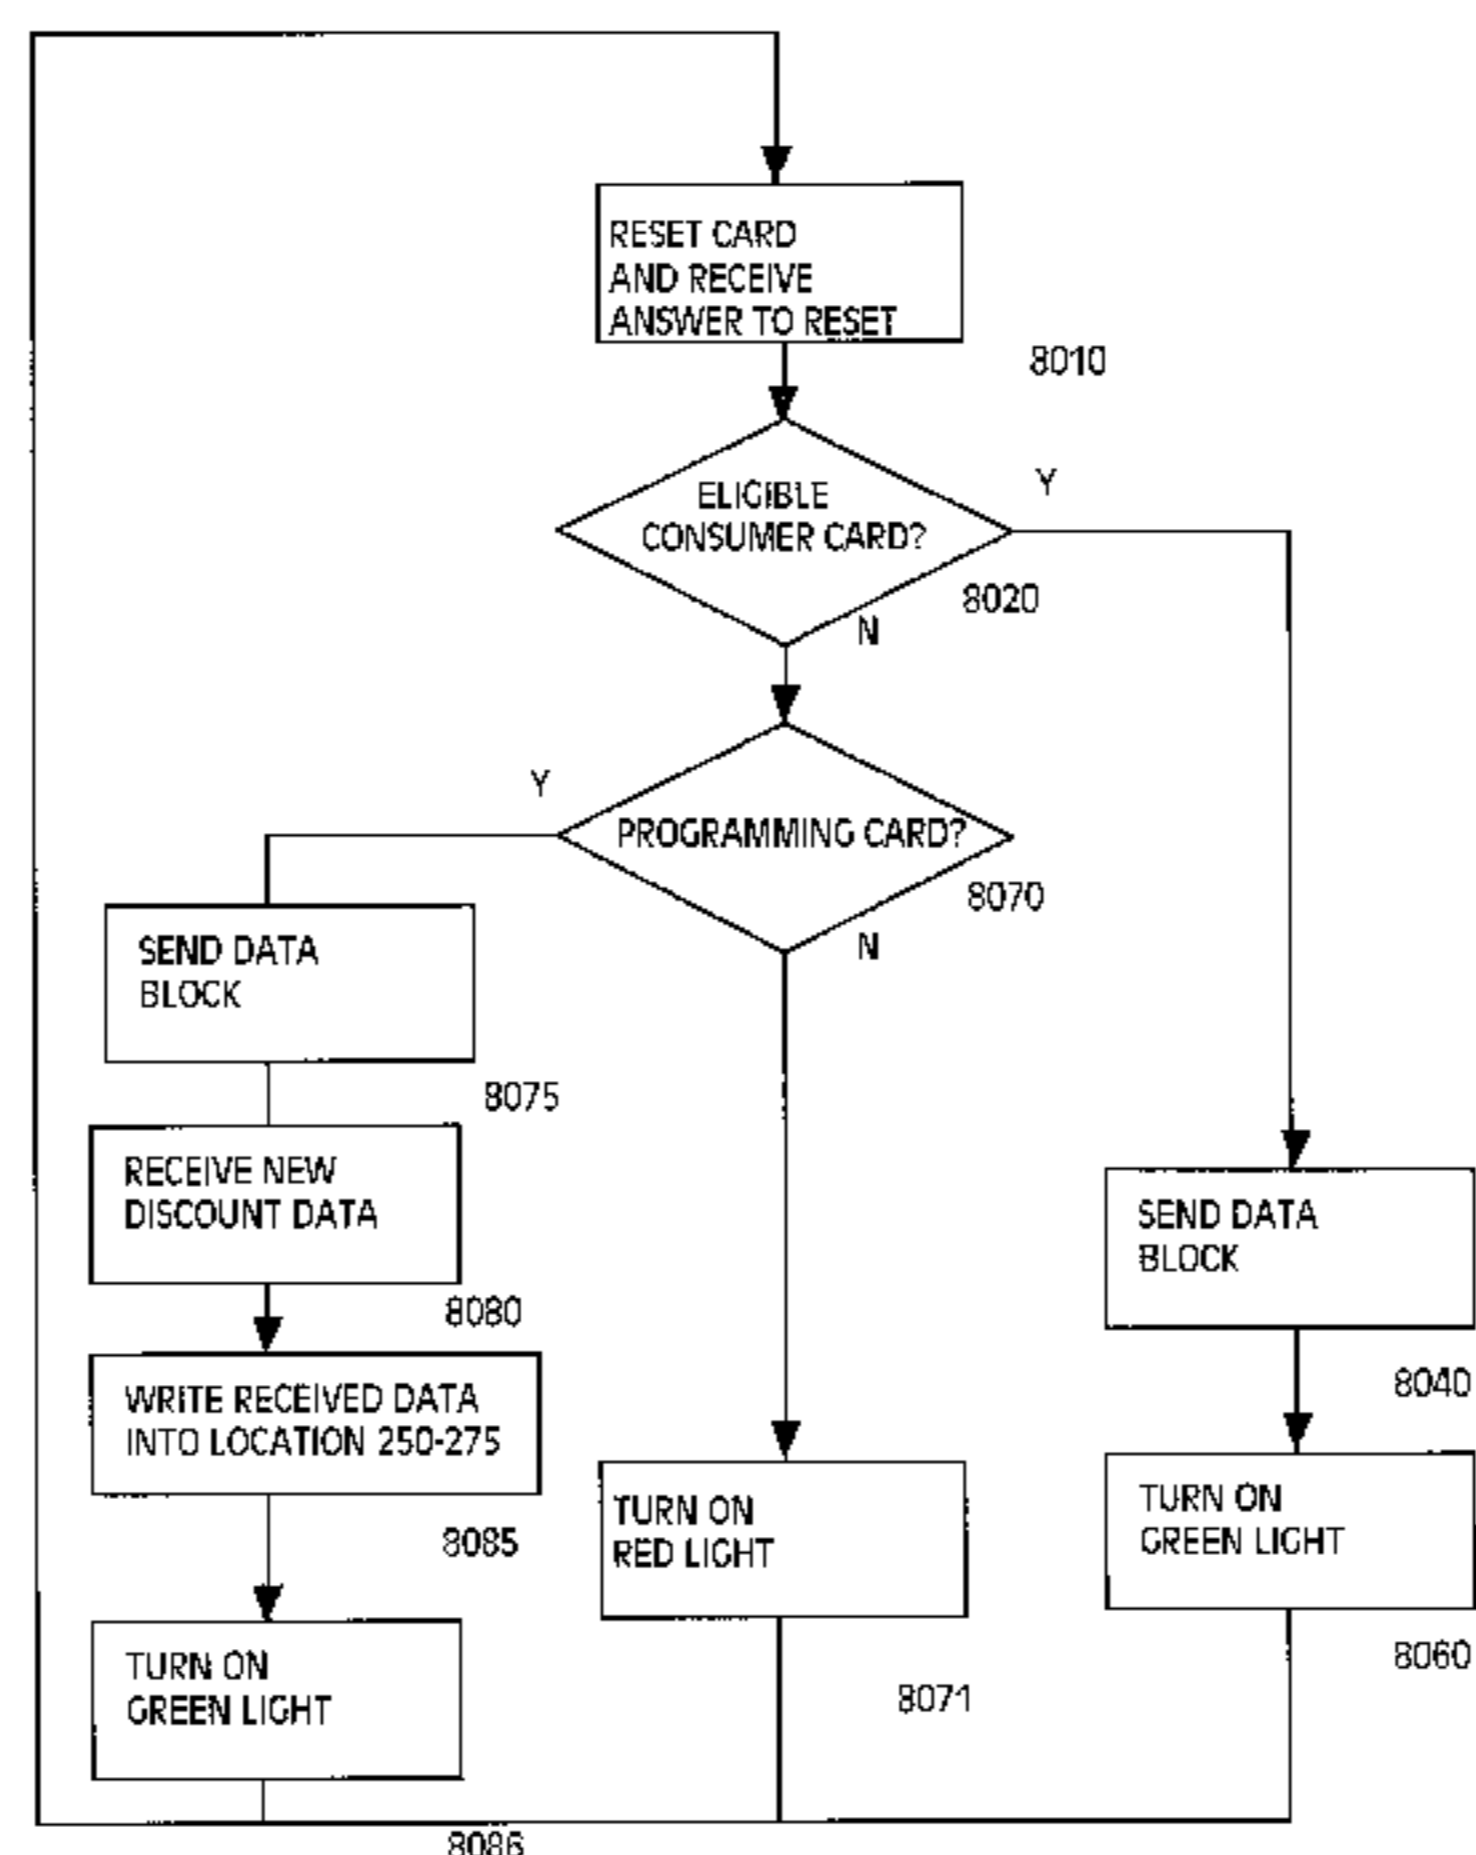 RESET CARD
AND RECEIVE
ANSWER TO RESET
8010
ELIGIBLE
CONSUMER CARD?
Y
8020
N
Y
PROGRAMMING CARD?
8070
N
SEND DATA
BLOCK
8075
RECEIVE NEW
DISCOUNT DATA
8080
WRITE RECEIVED DATA
INTO LOCATION 250-275
8085
TURN ON
GREEN LIGHT
8086
TURN ON
RED LIGHT
8071
SEND DATA
BLOCK
8040
TURN ON
GREEN LIGHT
8060